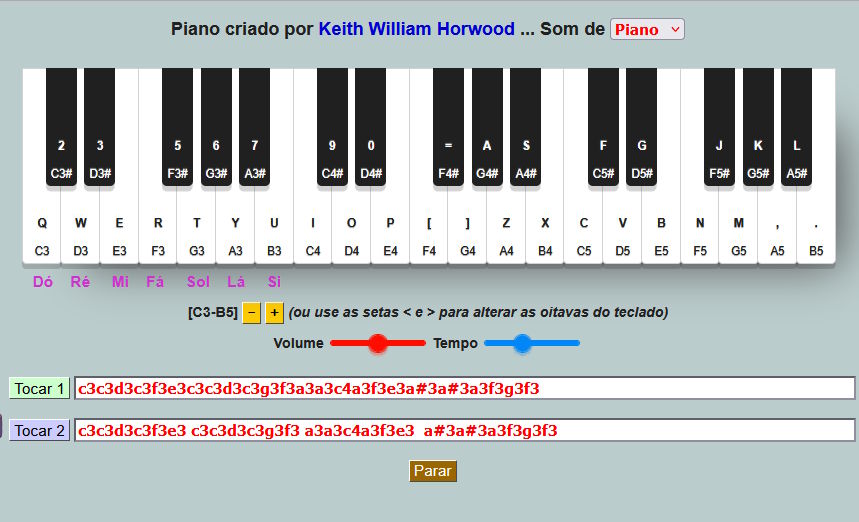 Piano criado por Keith William Horwood ... Som de Piano
2 3 5 6 7 9 0 = A S F G J K L
C3# D3# F3# G3# A3# C4# D4# F4# G4# A4# C5# D5# F5# G5# A5#
Q W E R T Y U I O P [ ] Z X C V B N M , .
C3 D3 E3 F3 G3 A3 B3 C4 D4 E4 F4 G4 A4 B4 C5 D5 E5 F5 G5 A5 B5
Dó Ré Mi Fá Sol Lá Si
[C3-B5] − + (ou use as setas < e > para alterar as oitavas do teclado)
Volume Tempo
Tocar 1 c3c3d3c3f3e3c3c3d3c3g3f3a3a3c4a3f3e3a#3a#3a3f3g3f3
Tocar 2 c3c3d3c3f3e3 c3c3d3c3g3f3 a3a3c4a3f3e3  a#3a#3a3f3g3f3
Parar